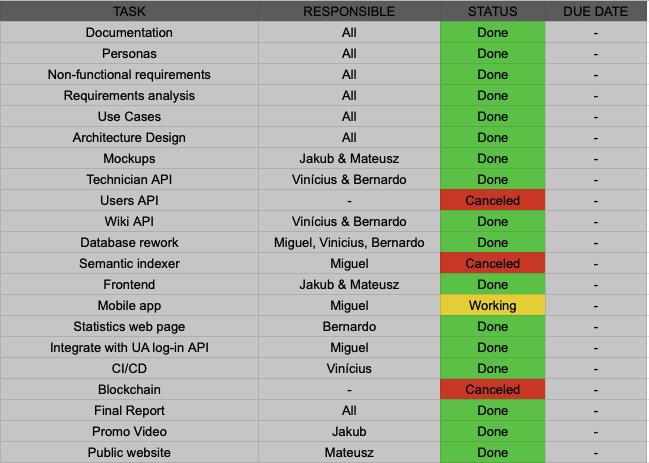 TASK RESPONSIBLE STATUS DUE DATE
Documentation All Done -
Personas All Done -
Non-functional requirements All Done -
Requirements analysis All Done -
Use Cases All Done -
Architecture Design All Done -
Mockups Jakub & Mateusz Done -
Technician API Vinícius & Bernardo Done -
Users API - Canceled -
Wiki API Vinícius & Bernardo Done -
Database rework Miguel, Vinicius, Bernardo Done -
Semantic indexer Miguel Canceled -
Frontend Jakub & Mateusz Done -
Mobile app Miguel Working -
Statistics web page Bernardo Done -
Integrate with UA log-in API Miguel Done -
CI/CD Vinícius Done -
Blockchain - Canceled -
Final Report All Done -
Promo Video Jakub Done -
Public website Mateusz Done -